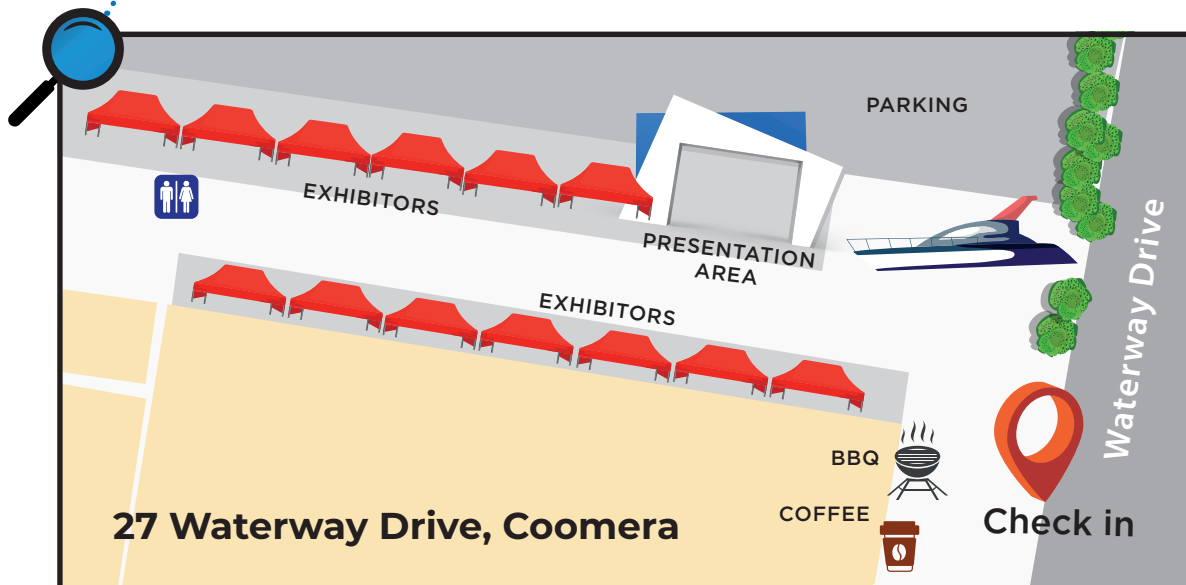 PARKING
EXHIBITORS
PRESENTATION
AREA
EXHIBITORS
Waterway Drive
BBQ
COFFEE
Check in
27 Waterway Drive, Coomera